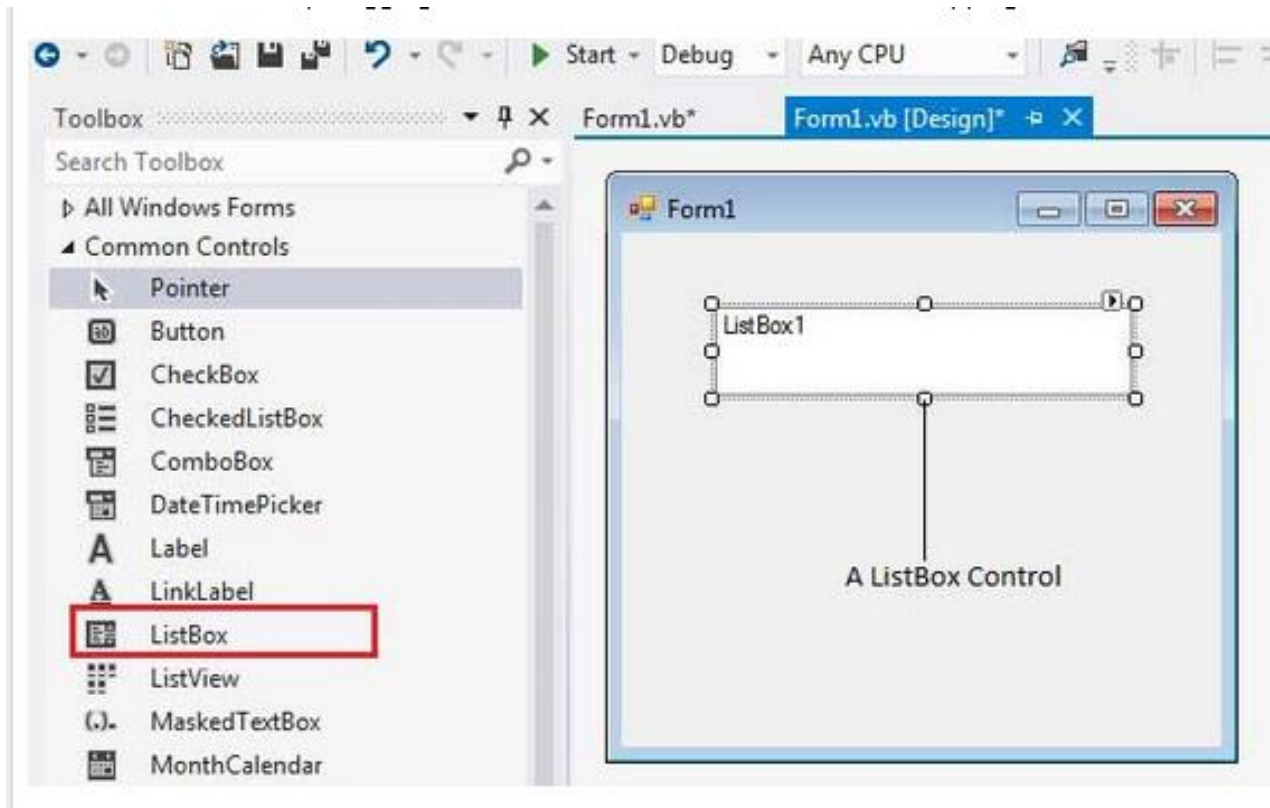 Start Debug Any CPU
Toolbox
Form1.vb*
Form1.vb [Design]*
Search Toolbox
All Windows Forms
Common Controls
Pointer
Button
CheckBox
CheckedListBox
ComboBox
DateTimePicker
Label
LinkLabel
ListBox
ListView
MaskedTextBox
MonthCalendar
Form1
ListBox1
A ListBox Control